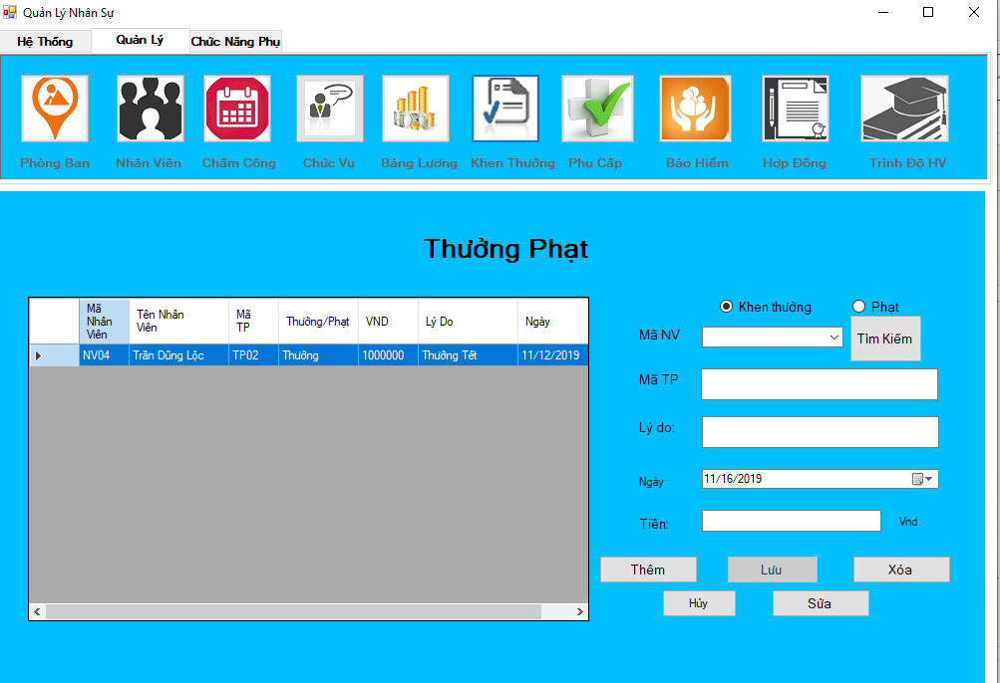 Quản Lý Nhân Sự
Hệ Thống Quản Lý Chức Năng Phụ
Phòng Ban Nhân Viên Chấm Công Chức Vụ Bảng Lương Khen Thưởng Phụ Cấp Bảo Hiểm Hợp Đồng Trình Độ HV
Thưởng Phạt
Mã Nhân Viên Tên Nhân Viên Mã TP Thưởng/Phạt VND Lý Do Ngày
NV04 Trần Dũng Lộc TP02 Thưởng 1000000 Thưởng Tết 11/12/2019
Khen thưởng Phạt
Mã NV Tìm Kiếm
Mã TP
Lý do:
Ngày 11/16/2019
Tiền: Vnd
Thêm Lưu Xóa
Hủy Sửa